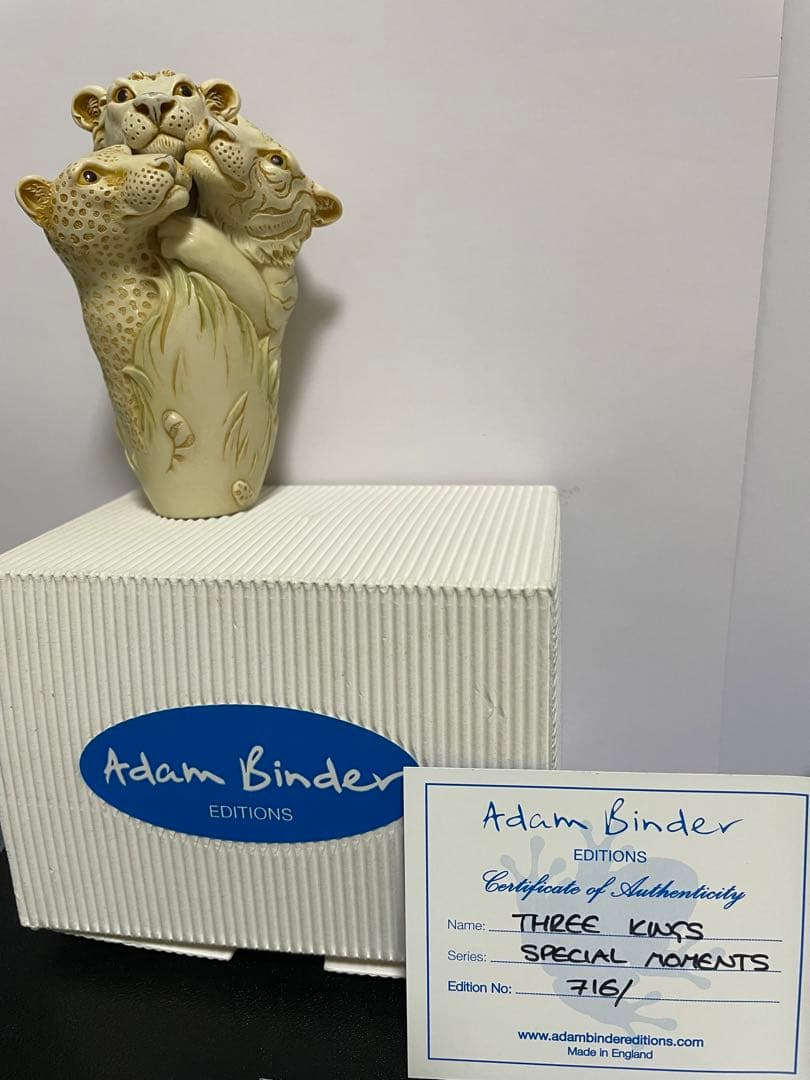 Adam Binder
EDITIONS
Adam Binder
EDITIONS
Certificate of Authenticity
Name: THREE KINGS
Series: SPECIAL MOMENTS
Edition No: 716/
www.adambindereditions.com
Made in England